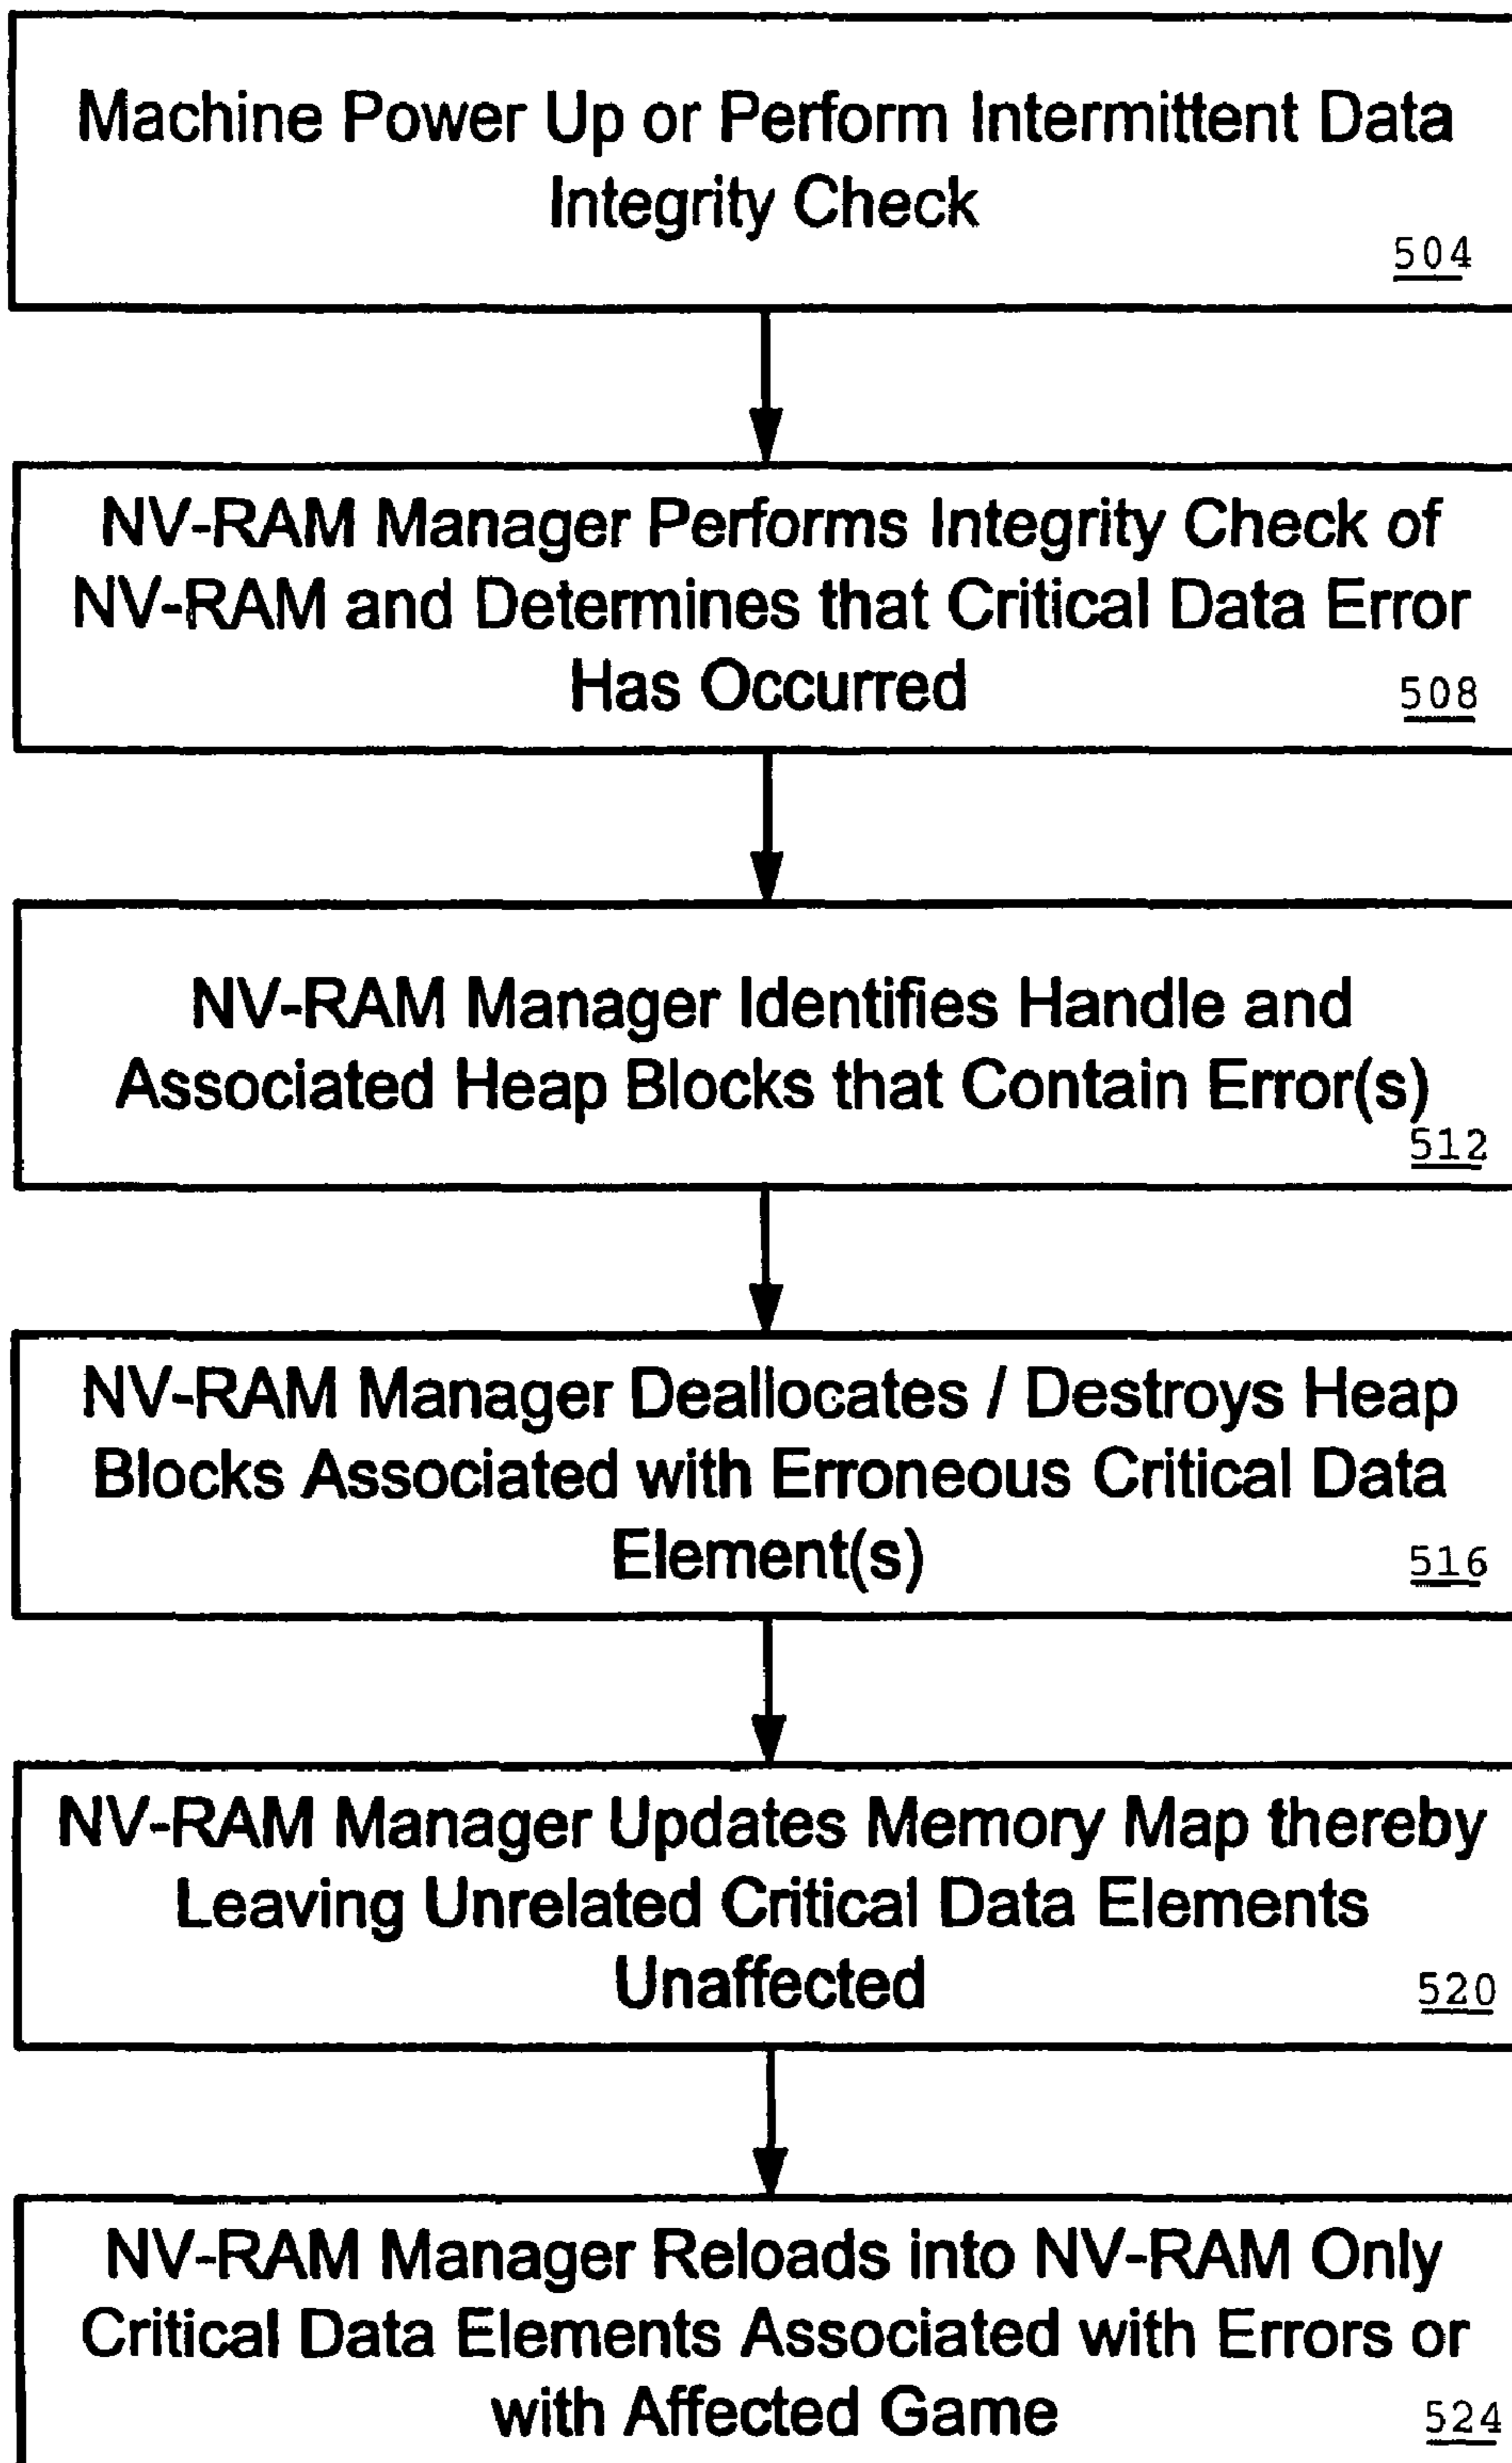 Machine Power Up or Perform Intermittent Data
Integrity Check
504
NV-RAM Manager Performs Integrity Check of
NV-RAM and Determines that Critical Data Error
Has Occurred
508
NV-RAM Manager Identifies Handle and
Associated Heap Blocks that Contain Error(s)
512
NV-RAM Manager Deallocates / Destroys Heap
Blocks Associated with Erroneous Critical Data
Element(s)
516
NV-RAM Manager Updates Memory Map thereby
Leaving Unrelated Critical Data Elements
Unaffected
520
NV-RAM Manager Reloads into NV-RAM Only
Critical Data Elements Associated with Errors or
with Affected Game
524